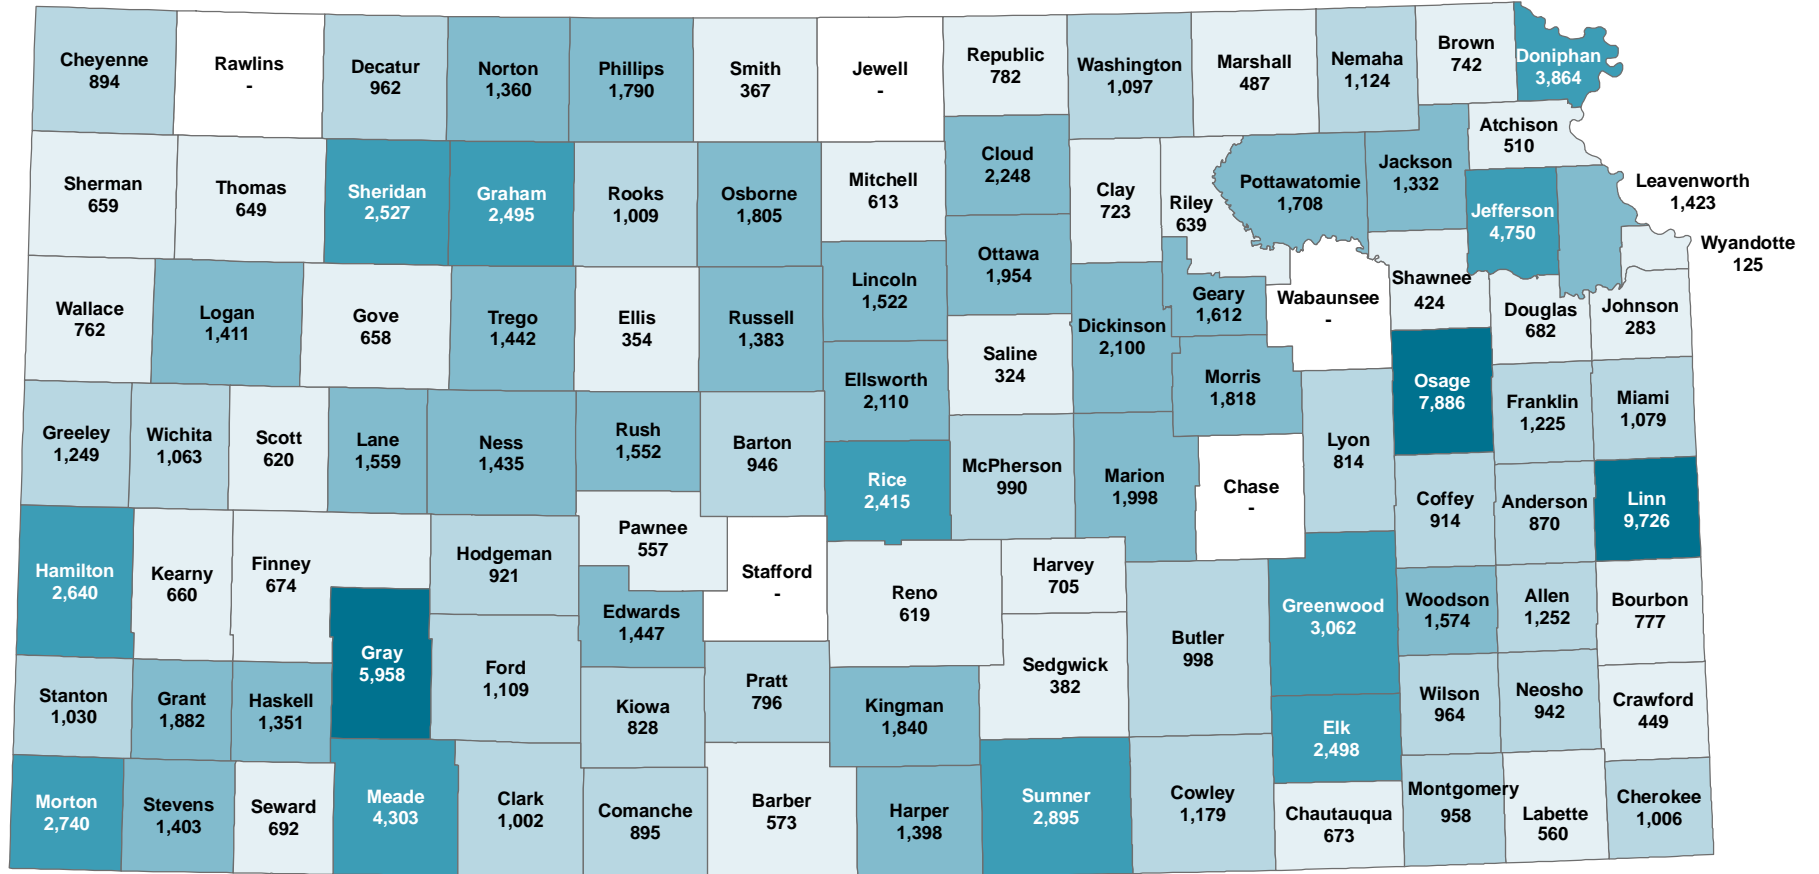 Cheyenne
894
Rawlins
-
Decatur
962
Norton
1,360
Phillips
1,790
Smith
367
Jewell
-
Republic
782
Washington
1,097
Marshall
487
Nemaha
1,124
Brown
742
Doniphan
3,864
Sherman
659
Thomas
649
Sheridan
2,527
Graham
2,495
Rooks
1,009
Osborne
1,805
Mitchell
613
Cloud
2,248
Clay
723
Riley
639
Pottawatomie
1,708
Jackson
1,332
Atchison
510
Jefferson
4,750
Leavenworth
1,423
Wyandotte
125
Wallace
762
Logan
1,411
Gove
658
Trego
1,442
Ellis
354
Russell
1,383
Lincoln
1,522
Ottawa
1,954
Dickinson
2,100
Geary
1,612
Wabaunsee
-
Shawnee
424
Douglas
682
Johnson
283
Ellsworth
2,110
Saline
324
Morris
1,818
Osage
7,886
Franklin
1,225
Miami
1,079
Greeley
1,249
Wichita
1,063
Scott
620
Lane
1,559
Ness
1,435
Rush
1,552
Barton
946
Rice
2,415
McPherson
990
Marion
1,998
Chase
-
Lyon
814
Coffey
914
Anderson
870
Linn
9,726
Hamilton
2,640
Kearny
660
Finney
674
Hodgeman
921
Pawnee
557
Stafford
-
Reno
619
Harvey
705
Edwards
1,447
Gray
5,958
Ford
1,109
Butler
998
Greenwood
3,062
Woodson
1,574
Allen
1,252
Bourbon
777
Stanton
1,030
Grant
1,882
Haskell
1,351
Kiowa
828
Pratt
796
Kingman
1,840
Sedgwick
382
Elk
2,498
Wilson
964
Neosho
942
Crawford
449
Morton
2,740
Stevens
1,403
Seward
692
Meade
4,303
Clark
1,002
Comanche
895
Barber
573
Harper
1,398
Sumner
2,895
Cowley
1,179
Chautauqua
673
Montgomery
958
Labette
560
Cherokee
1,006